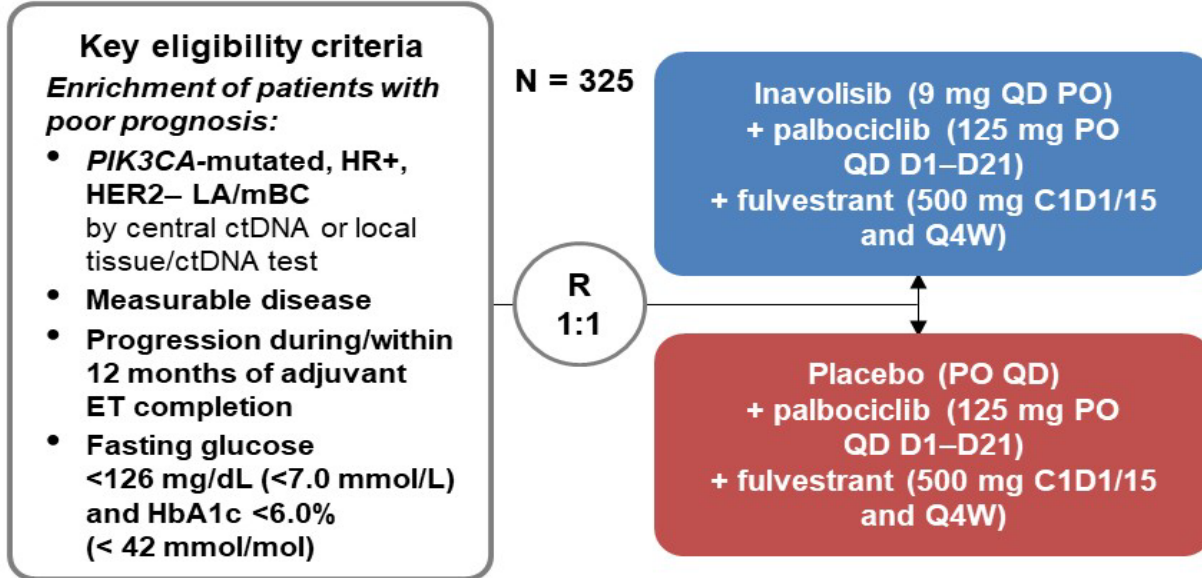 Key eligibility criteria
Enrichment of patients with
poor prognosis:
• PIK3CA-mutated, HR+,
HER2– LA/mBC
by central ctDNA or local
tissue/ctDNA test
• Measurable disease
• Progression during/within
12 months of adjuvant
ET completion
• Fasting glucose
<126 mg/dL (<7.0 mmol/L)
and HbA1c <6.0%
(< 42 mmol/mol)
N = 325
R
1:1
Inavolisib (9 mg QD PO)
+ palbociclib (125 mg PO
QD D1–D21)
+ fulvestrant (500 mg C1D1/15
and Q4W)
Placebo (PO QD)
+ palbociclib (125 mg PO
QD D1–D21)
+ fulvestrant (500 mg C1D1/15
and Q4W)